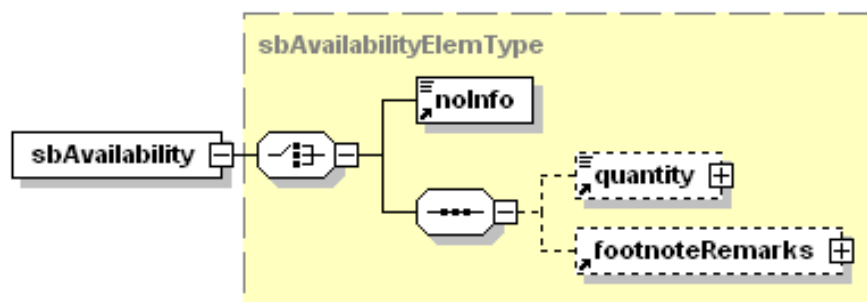 sbAvailabilityElemType
noInfo
sbAvailability
quantity
footnoteRemarks